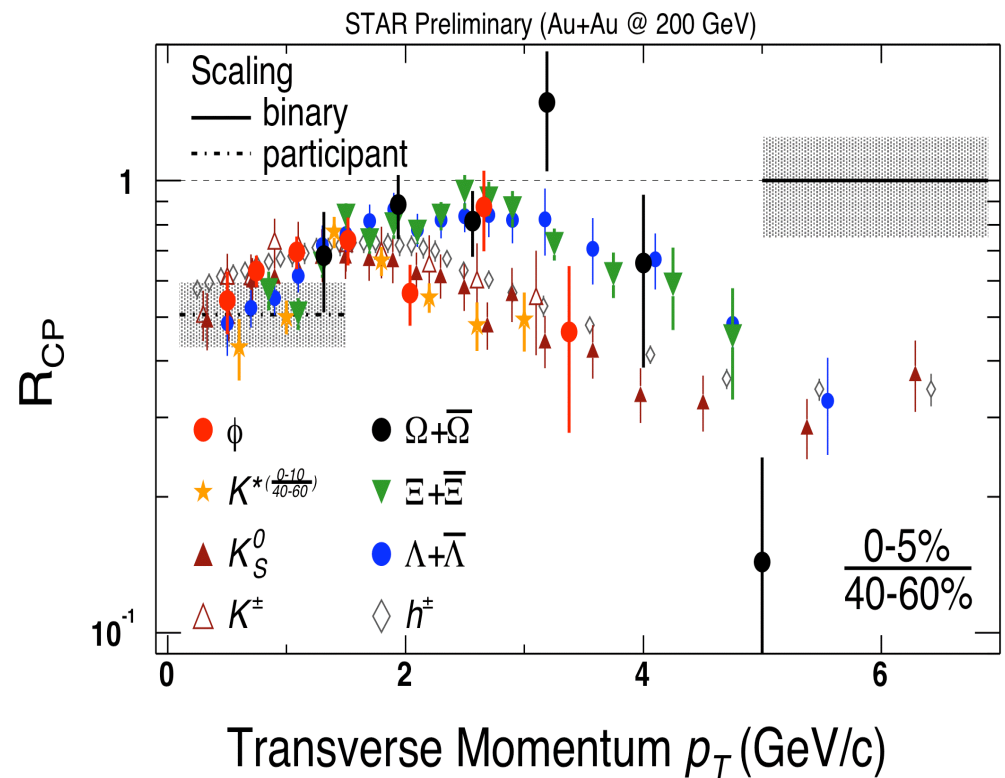 STAR Preliminary (Au+Au @ 200 GeV)
Scaling
binary
participant
1
10⁻¹
R_CP
ϕ
K*(0-10/40-60)
K⁰_S
K±
Ω+Ω̅
Ξ+Ξ̅
Λ+Λ̅
h±
0-5%
40-60%
0 2 4 6
Transverse Momentum p_T (GeV/c)